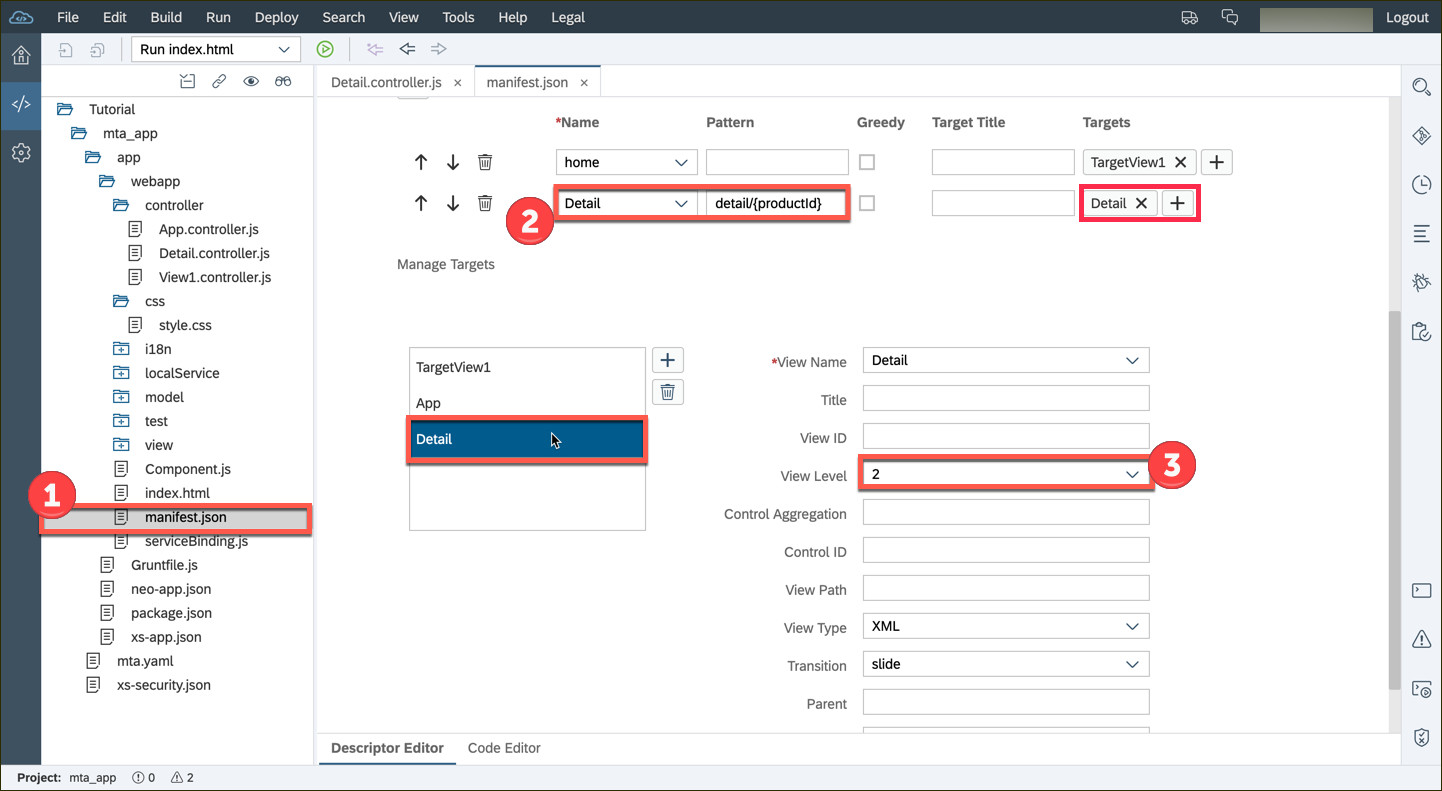 File Edit Build Run Deploy Search View Tools Help Legal Logout
Run index.html
Detail.controller.js × manifest.json ×
Tutorial
mta_app
app
webapp
controller
App.controller.js
Detail.controller.js
View1.controller.js
css
style.css
i18n
localService
model
test
view
Component.js
index.html
1
manifest.json
serviceBinding.js
Gruntfile.js
neo-app.json
package.json
xs-app.json
mta.yaml
xs-security.json
*Name Pattern Greedy Target Title Targets
home TargetView1
2 Detail detail/{productId} Detail
Manage Targets
TargetView1
App
Detail
*View Name Detail
Title
View ID
View Level 2 3
Control Aggregation
Control ID
View Path
View Type XML
Transition slide
Parent
Descriptor Editor Code Editor
Project: mta_app 0 2